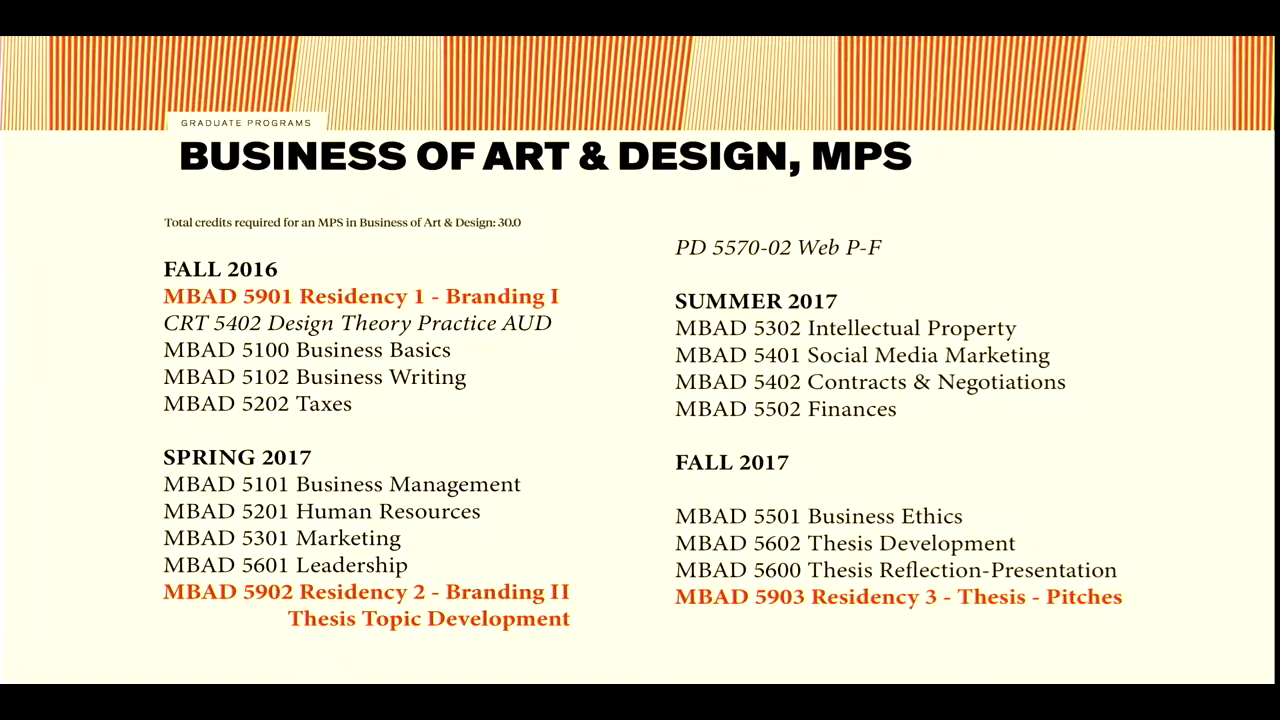 GRADUATE PROGRAMS
BUSINESS OF ART & DESIGN, MPS
Total credits required for an MPS in Business of Art & Design: 30.0
FALL 2016
MBAD 5901 Residency 1 - Branding I
CRT 5402 Design Theory Practice AUD
MBAD 5100 Business Basics
MBAD 5102 Business Writing
MBAD 5202 Taxes
SPRING 2017
MBAD 5101 Business Management
MBAD 5201 Human Resources
MBAD 5301 Marketing
MBAD 5601 Leadership
MBAD 5902 Residency 2 - Branding II
Thesis Topic Development
PD 5570-02 Web P-F
SUMMER 2017
MBAD 5302 Intellectual Property
MBAD 5401 Social Media Marketing
MBAD 5402 Contracts & Negotiations
MBAD 5502 Finances
FALL 2017
MBAD 5501 Business Ethics
MBAD 5602 Thesis Development
MBAD 5600 Thesis Reflection-Presentation
MBAD 5903 Residency 3 - Thesis - Pitches